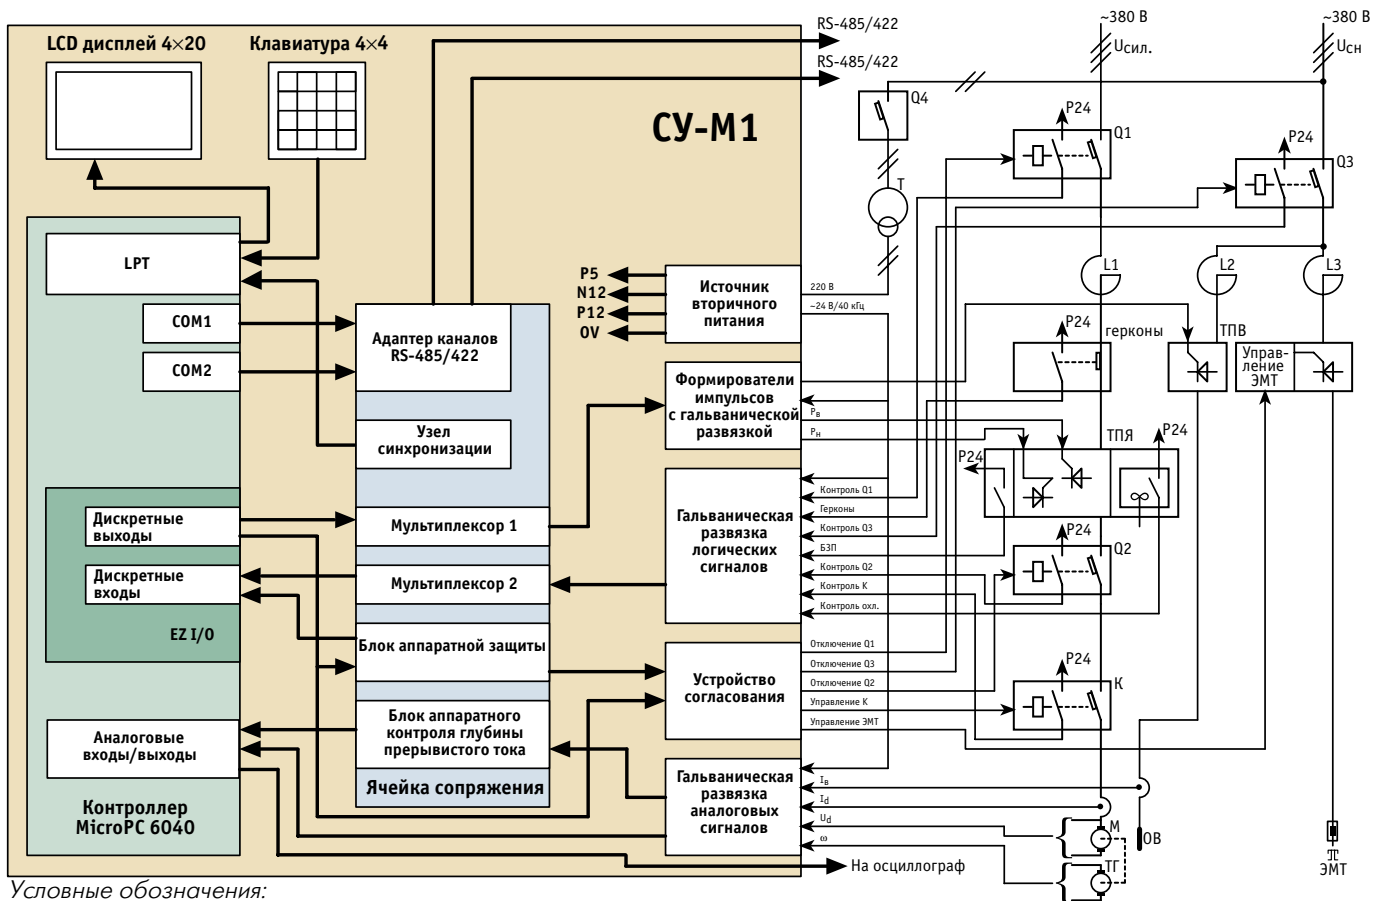 RS-485/422
~380 В
~380 В
LCD дисплей 4×20
Клавиатура 4×4
Uсил.
Uсн
RS-485/422
Q4
СУ-М1
P24
Q1
P24
Q3
T
LPT
P5
N12
P12
OV
Источник
вторичного
питания
220 В
~24 В/40 кГц
L1
L2
L3
COM1
COM2
Адаптер каналов
RS-485/422
P24
герконы
ТПВ
Управ-
ление
ЭМТ
Формирователи
импульсов
с гальванической
развязкой
Рв
Рн
Узел
синхронизации
ТПЯ
P24
P24
Гальваническая
развязка
логических
сигналов
Контроль Q1
Герконы
Контроль Q3
БЗП
Контроль Q2
Контроль К
Контроль охл.
Дискретные
выходы
Мультиплексор 1
P24
Q2
Дискретные
входы
Мультиплексор 2
EZ I/O
Блок аппаратной защиты
Устройство
согласования
Отключение Q1
Отключение Q3
Отключение Q2
Управление К
Управление ЭМТ
P24
К
Аналоговые
входы/выходы
Блок аппаратного
контроля глубины
прерывистого тока
Ячейка сопряжения
Гальваническая
развязка
аналоговых
сигналов
Iв
Id
Ud
ω
Контроллер
MicroPC 6040
М
ОВ
ТГ
ЭМТ
На осциллограф
Условные обозначения: